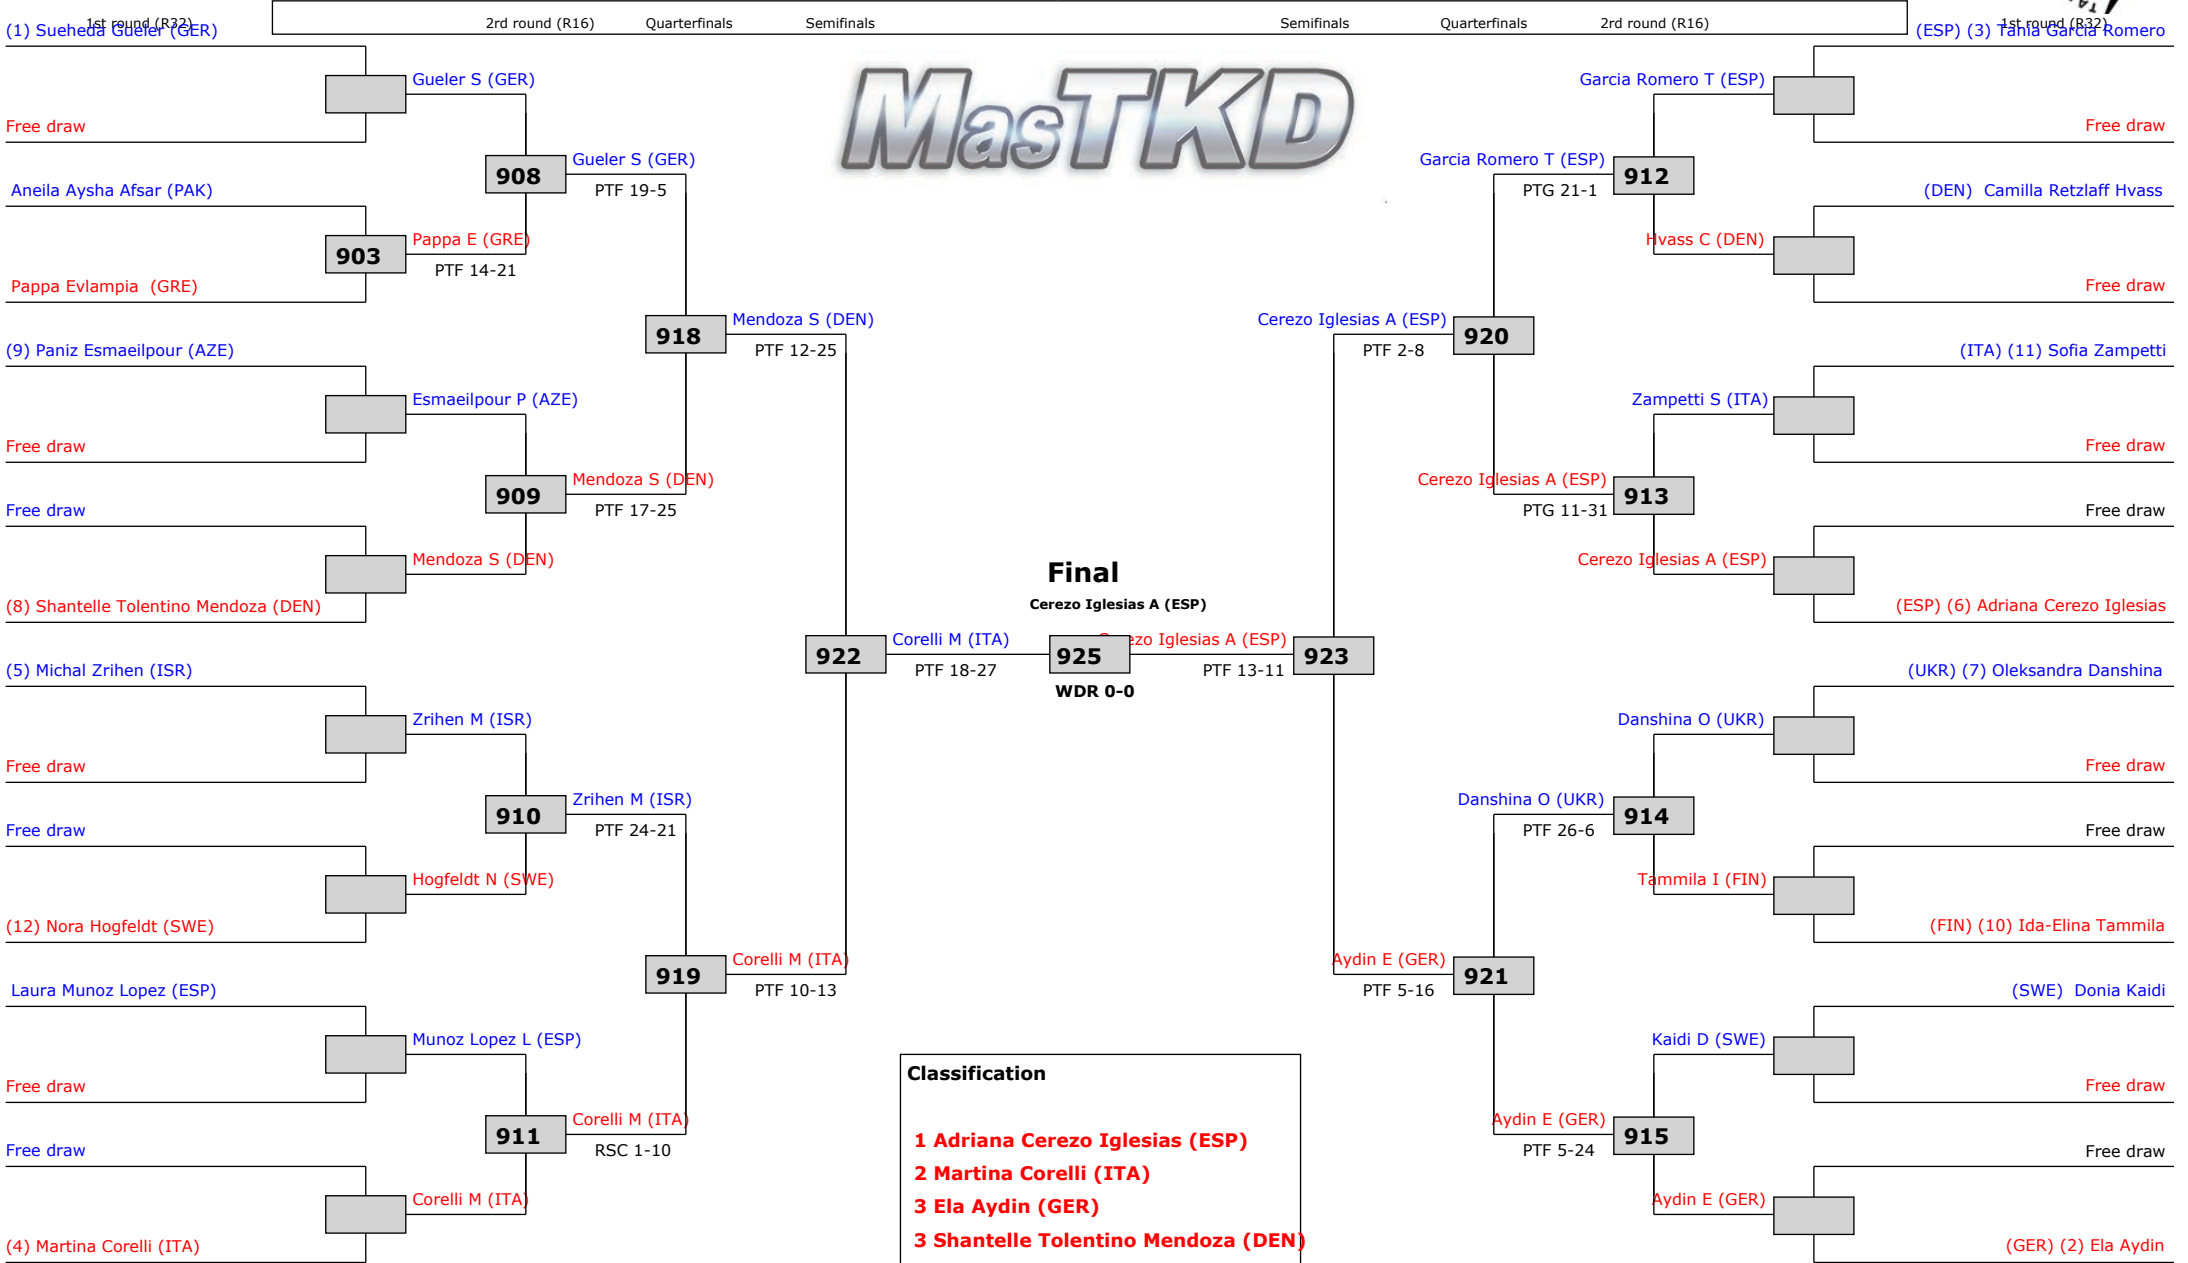 1st round (R32)
2rd round (R16)
Quarterfinals
Semifinals
Semifinals
Quarterfinals
2rd round (R16)
1st round (R32)
MasTKD
(1) Sueheda Gueler (GER)
Gueler S (GER)
Free draw
908
Gueler S (GER)
PTF 19-5
Aneila Aysha Afsar (PAK)
903
Pappa E (GRE)
PTF 14-21
Pappa Evlampia (GRE)
918
Mendoza S (DEN)
PTF 12-25
(9) Paniz Esmaeilpour (AZE)
Esmaeilpour P (AZE)
Free draw
909
Mendoza S (DEN)
PTF 17-25
Free draw
Mendoza S (DEN)
(8) Shantelle Tolentino Mendoza (DEN)
922
Corelli M (ITA)
PTF 18-27
(5) Michal Zrihen (ISR)
Zrihen M (ISR)
Free draw
910
Zrihen M (ISR)
PTF 24-21
Free draw
Hogfeldt N (SWE)
(12) Nora Hogfeldt (SWE)
919
Corelli M (ITA)
PTF 10-13
Laura Munoz Lopez (ESP)
Munoz Lopez L (ESP)
Free draw
911
Corelli M (ITA)
RSC 1-10
Free draw
Corelli M (ITA)
(4) Martina Corelli (ITA)
Final
Cerezo Iglesias A (ESP)
925
WDR 0-0
(ESP) (3) Tania Garcia Romero
Garcia Romero T (ESP)
Free draw
Garcia Romero T (ESP)
912
PTG 21-1
(DEN) Camilla Retzlaff Hvass
Hvass C (DEN)
Free draw
Cerezo Iglesias A (ESP)
920
PTF 2-8
(ITA) (11) Sofia Zampetti
Zampetti S (ITA)
Free draw
Cerezo Iglesias A (ESP)
913
PTG 11-31
Free draw
Cerezo Iglesias A (ESP)
(ESP) (6) Adriana Cerezo Iglesias
Cerezo Iglesias A (ESP)
923
PTF 13-11
(UKR) (7) Oleksandra Danshina
Danshina O (UKR)
Free draw
Danshina O (UKR)
914
PTF 26-6
Free draw
Tammila I (FIN)
(FIN) (10) Ida-Elina Tammila
Aydin E (GER)
921
PTF 5-16
(SWE) Donia Kaidi
Kaidi D (SWE)
Free draw
Aydin E (GER)
915
PTF 5-24
Free draw
Aydin E (GER)
(GER) (2) Ela Aydin
Classification
1 Adriana Cerezo Iglesias (ESP)
2 Martina Corelli (ITA)
3 Ela Aydin (GER)
3 Shantelle Tolentino Mendoza (DEN)